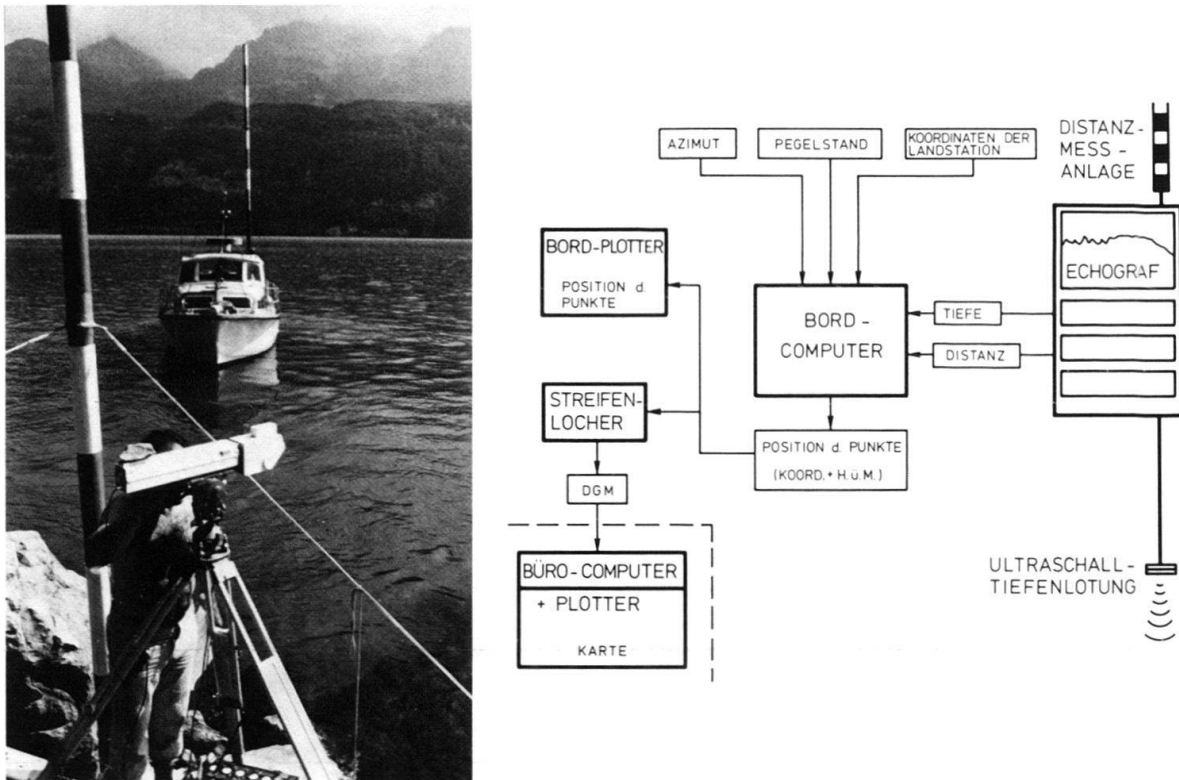 AZIMUT
PEGELSTAND
KOORDINATEN DER
LANDSTATION
DISTANZ-
MESS-
ANLAGE
BORD-PLOTTER
POSITION d.
PUNKTE
BORD-
COMPUTER
TIEFE
DISTANZ
ECHOGRAF
STREIFEN-
LOCHER
POSITION d. PUNKTE
(KOORD.+ H.ü.M.)
DGM
BÜRO-COMPUTER
+ PLOTTER
KARTE
ULTRASCHALL-
TIEFENLOTUNG